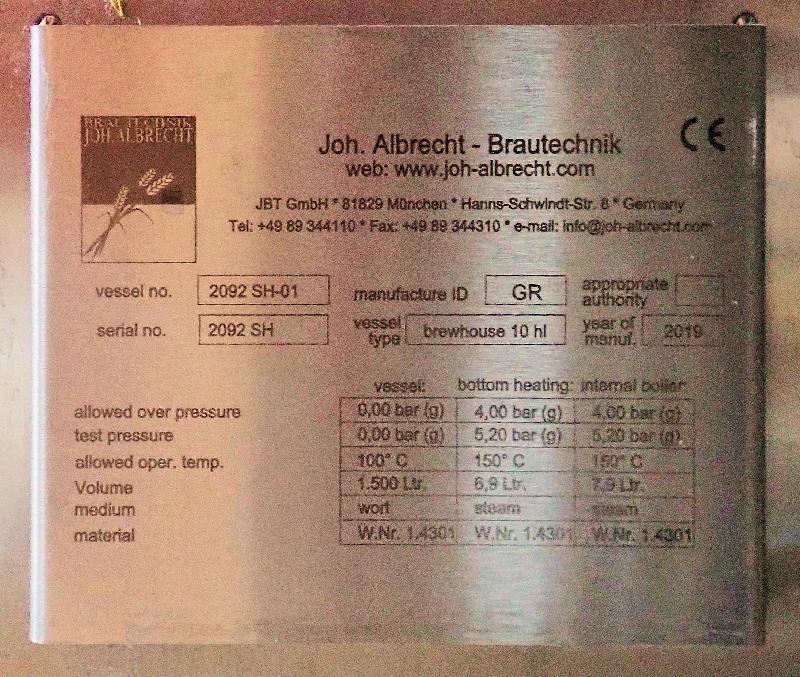 BRAUTECHNIK
JOH. ALBRECHT
Joh. Albrecht - Brautechnik
web: www.joh-albrecht.com
CE
JBT GmbH * 81829 München * Hanns-Schwindt-Str. 8 * Germany
Tel: +49 89 344110 * Fax: +49 89 344310 * e-mail: info@joh-albrecht.com
vessel no. 2092 SH-01 manufacture ID GR appropriate authority
serial no. 2092 SH vessel type brewhouse 10 hl year of manuf. 2019
vessel: bottom heating: internal boiler:
allowed over pressure 0,00 bar (g) 4,00 bar (g) 4,00 bar (g)
test pressure 0,00 bar (g) 5,20 bar (g) 5,20 bar (g)
allowed oper. temp. 100° C 150° C 150° C
Volume 1.500 Ltr. 6,9 Ltr. 7,9 Ltr.
medium wort steam steam
material W.Nr. 1.4301 W.Nr. 1.4301 W.Nr. 1.4301